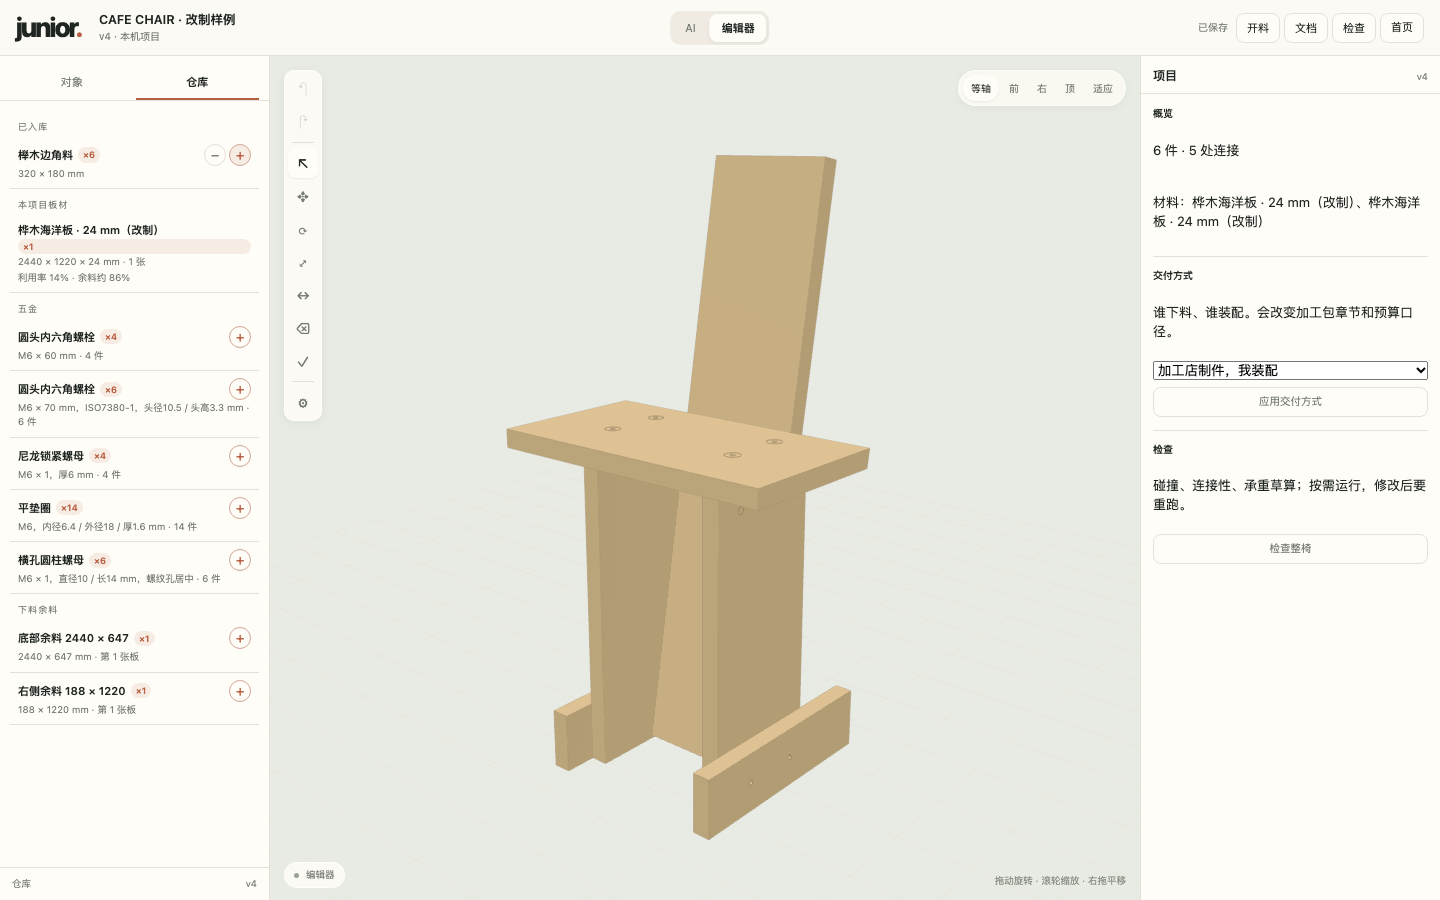 junior.
CAFE CHAIR · 改制样例
v4 · 本机项目
AI
编辑器
已保存
开料
文档
检查
首页
对象
仓库
已入库
榉木边角料 ×6
− +
320 × 180 mm
本项目板材
桦木海洋板 · 24 mm（改制）
×1
2440 × 1220 × 24 mm · 1 张
利用率 14% · 余料约 86%
五金
圆头内六角螺栓 ×4
+
M6 × 60 mm · 4 件
圆头内六角螺栓 ×6
+
M6 × 70 mm，ISO7380-1，头径10.5 / 头高3.3 mm ·
6 件
尼龙锁紧螺母 ×4
+
M6 × 1，厚6 mm · 4 件
平垫圈 ×14
+
M6，内径6.4 / 外径18 / 厚1.6 mm · 14 件
横孔圆柱螺母 ×6
+
M6 × 1，直径10 / 长14 mm，螺纹孔居中 · 6 件
下料余料
底部余料 2440 × 647 ×1
+
2440 × 647 mm · 第 1 张板
右侧余料 188 × 1220 ×1
+
188 × 1220 mm · 第 1 张板
仓库
v4
等轴
前
右
顶
适应
编辑器
拖动旋转 · 滚轮缩放 · 右拖平移
项目
v4
概览
6 件 · 5 处连接
材料：桦木海洋板 · 24 mm（改制）、桦木海洋
板 · 24 mm（改制）
交付方式
谁下料、谁装配。会改变加工包章节和预算口
径。
加工店制件，我装配
应用交付方式
检查
碰撞、连接性、承重草算；按需运行，修改后要
重跑。
检查整椅